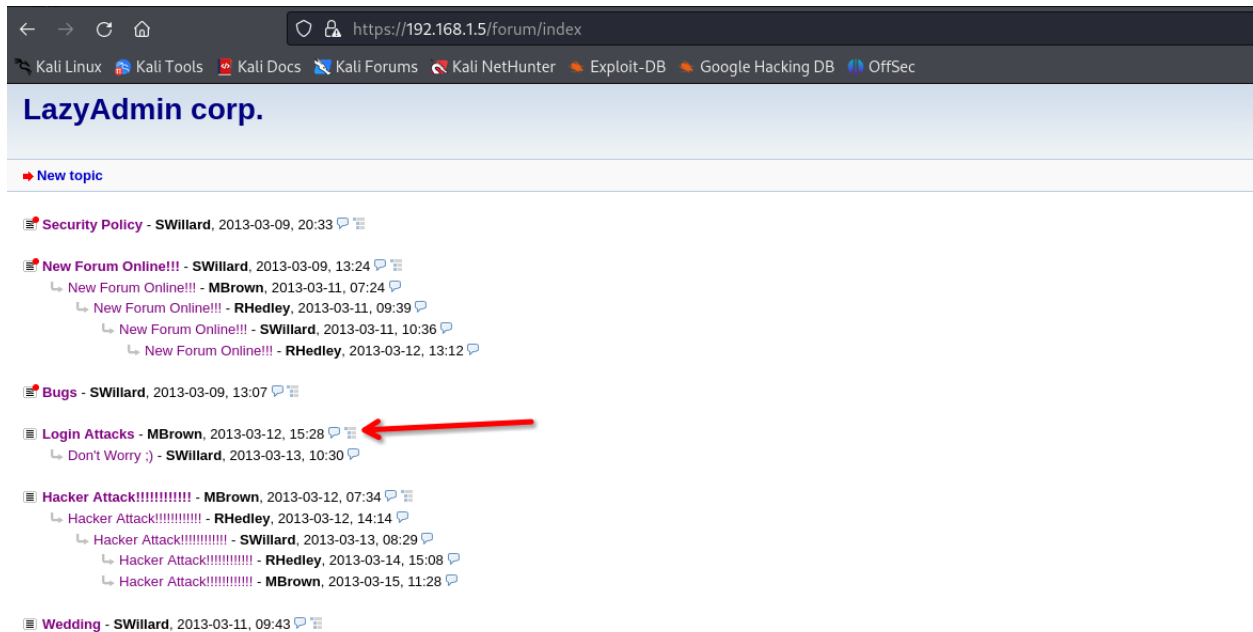 https://192.168.1.5/forum/index
Kali Linux Kali Tools Kali Docs Kali Forums Kali NetHunter Exploit-DB Google Hacking DB OffSec
LazyAdmin corp.
New topic
Security Policy - SWillard, 2013-03-09, 20:33
New Forum Online!!! - SWillard, 2013-03-09, 13:24
New Forum Online!!! - MBrown, 2013-03-11, 07:24
New Forum Online!!! - RHedley, 2013-03-11, 09:39
New Forum Online!!! - SWillard, 2013-03-11, 10:36
New Forum Online!!! - RHedley, 2013-03-12, 13:12
Bugs - SWillard, 2013-03-09, 13:07
Login Attacks - MBrown, 2013-03-12, 15:28
Don't Worry ;) - SWillard, 2013-03-13, 10:30
Hacker Attack!!!!!!!!!!!! - MBrown, 2013-03-12, 07:34
Hacker Attack!!!!!!!!!!!! - RHedley, 2013-03-12, 14:14
Hacker Attack!!!!!!!!!!!! - SWillard, 2013-03-13, 08:29
Hacker Attack!!!!!!!!!!!! - RHedley, 2013-03-14, 15:08
Hacker Attack!!!!!!!!!!!! - MBrown, 2013-03-15, 11:28
Wedding - SWillard, 2013-03-11, 09:43